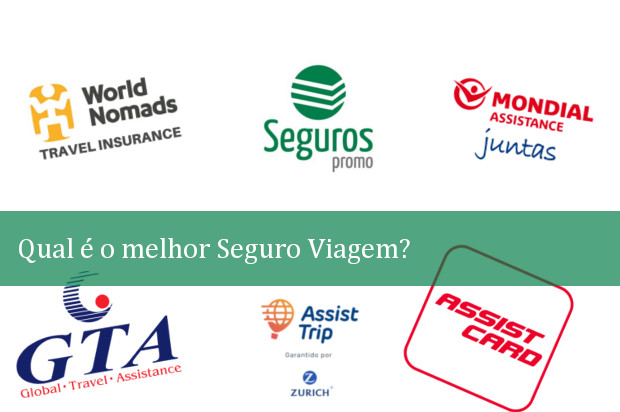 World
Nomads
TRAVEL INSURANCE
Seguros
promo
MONDIAL
ASSISTANCE
juntas
Qual é o melhor Seguro Viagem?
GTA
Global · Travel · Assistance
Assist
Trip
Garantido por
ZURICH
ASSIST
CARD